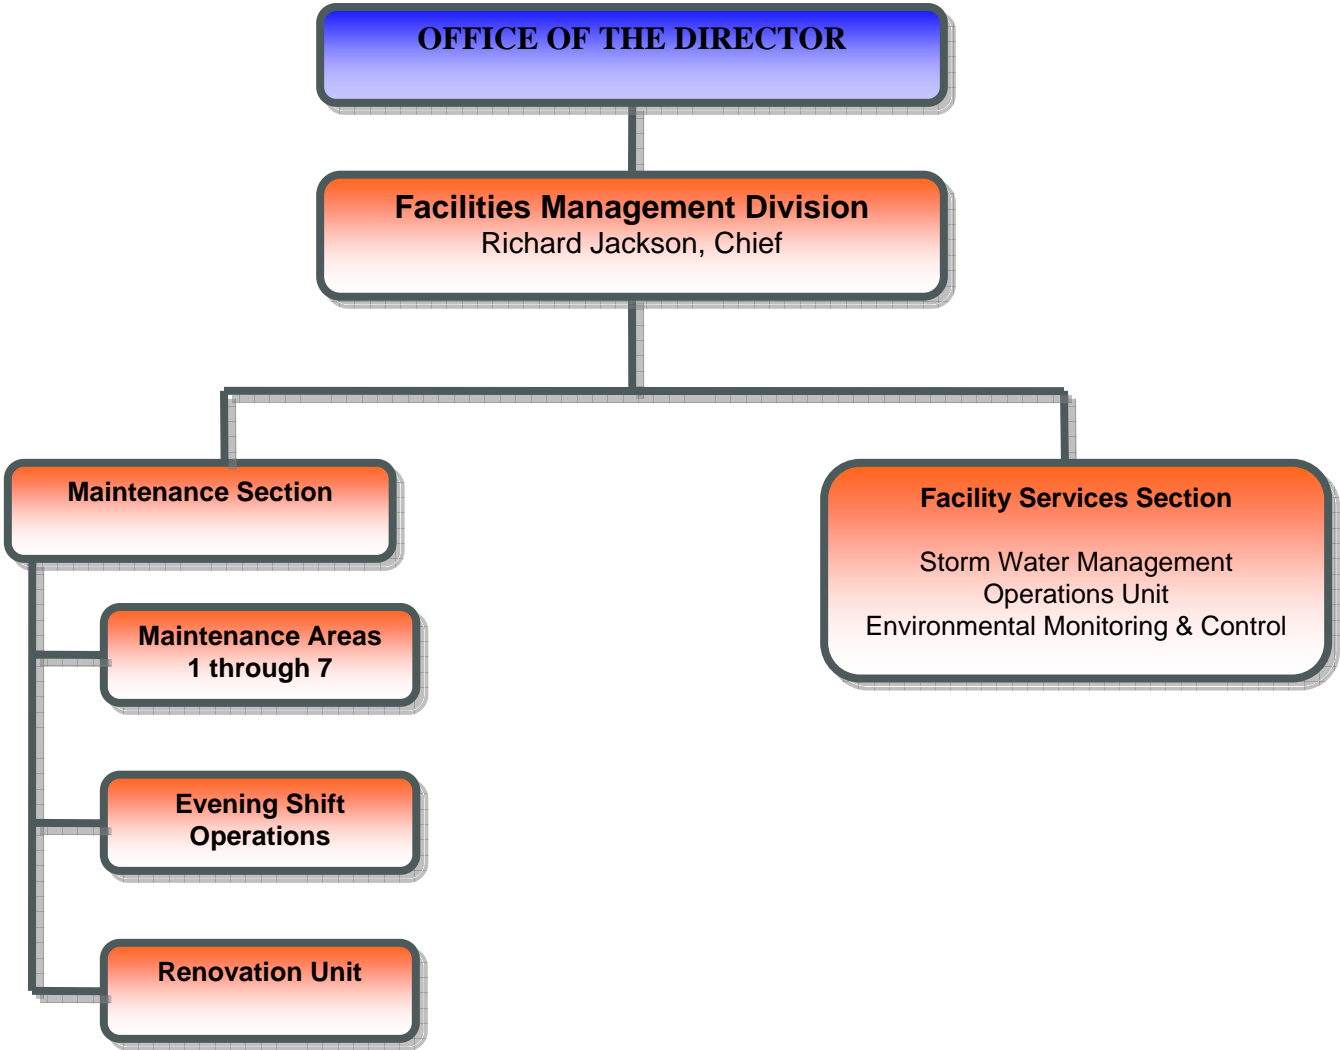 OFFICE OF THE DIRECTOR
Facilities Management Division
Richard Jackson, Chief
Maintenance Section
Maintenance Areas
1 through 7
Evening Shift
Operations
Renovation Unit
Facility Services Section
Storm Water Management
Operations Unit
Environmental Monitoring & Control